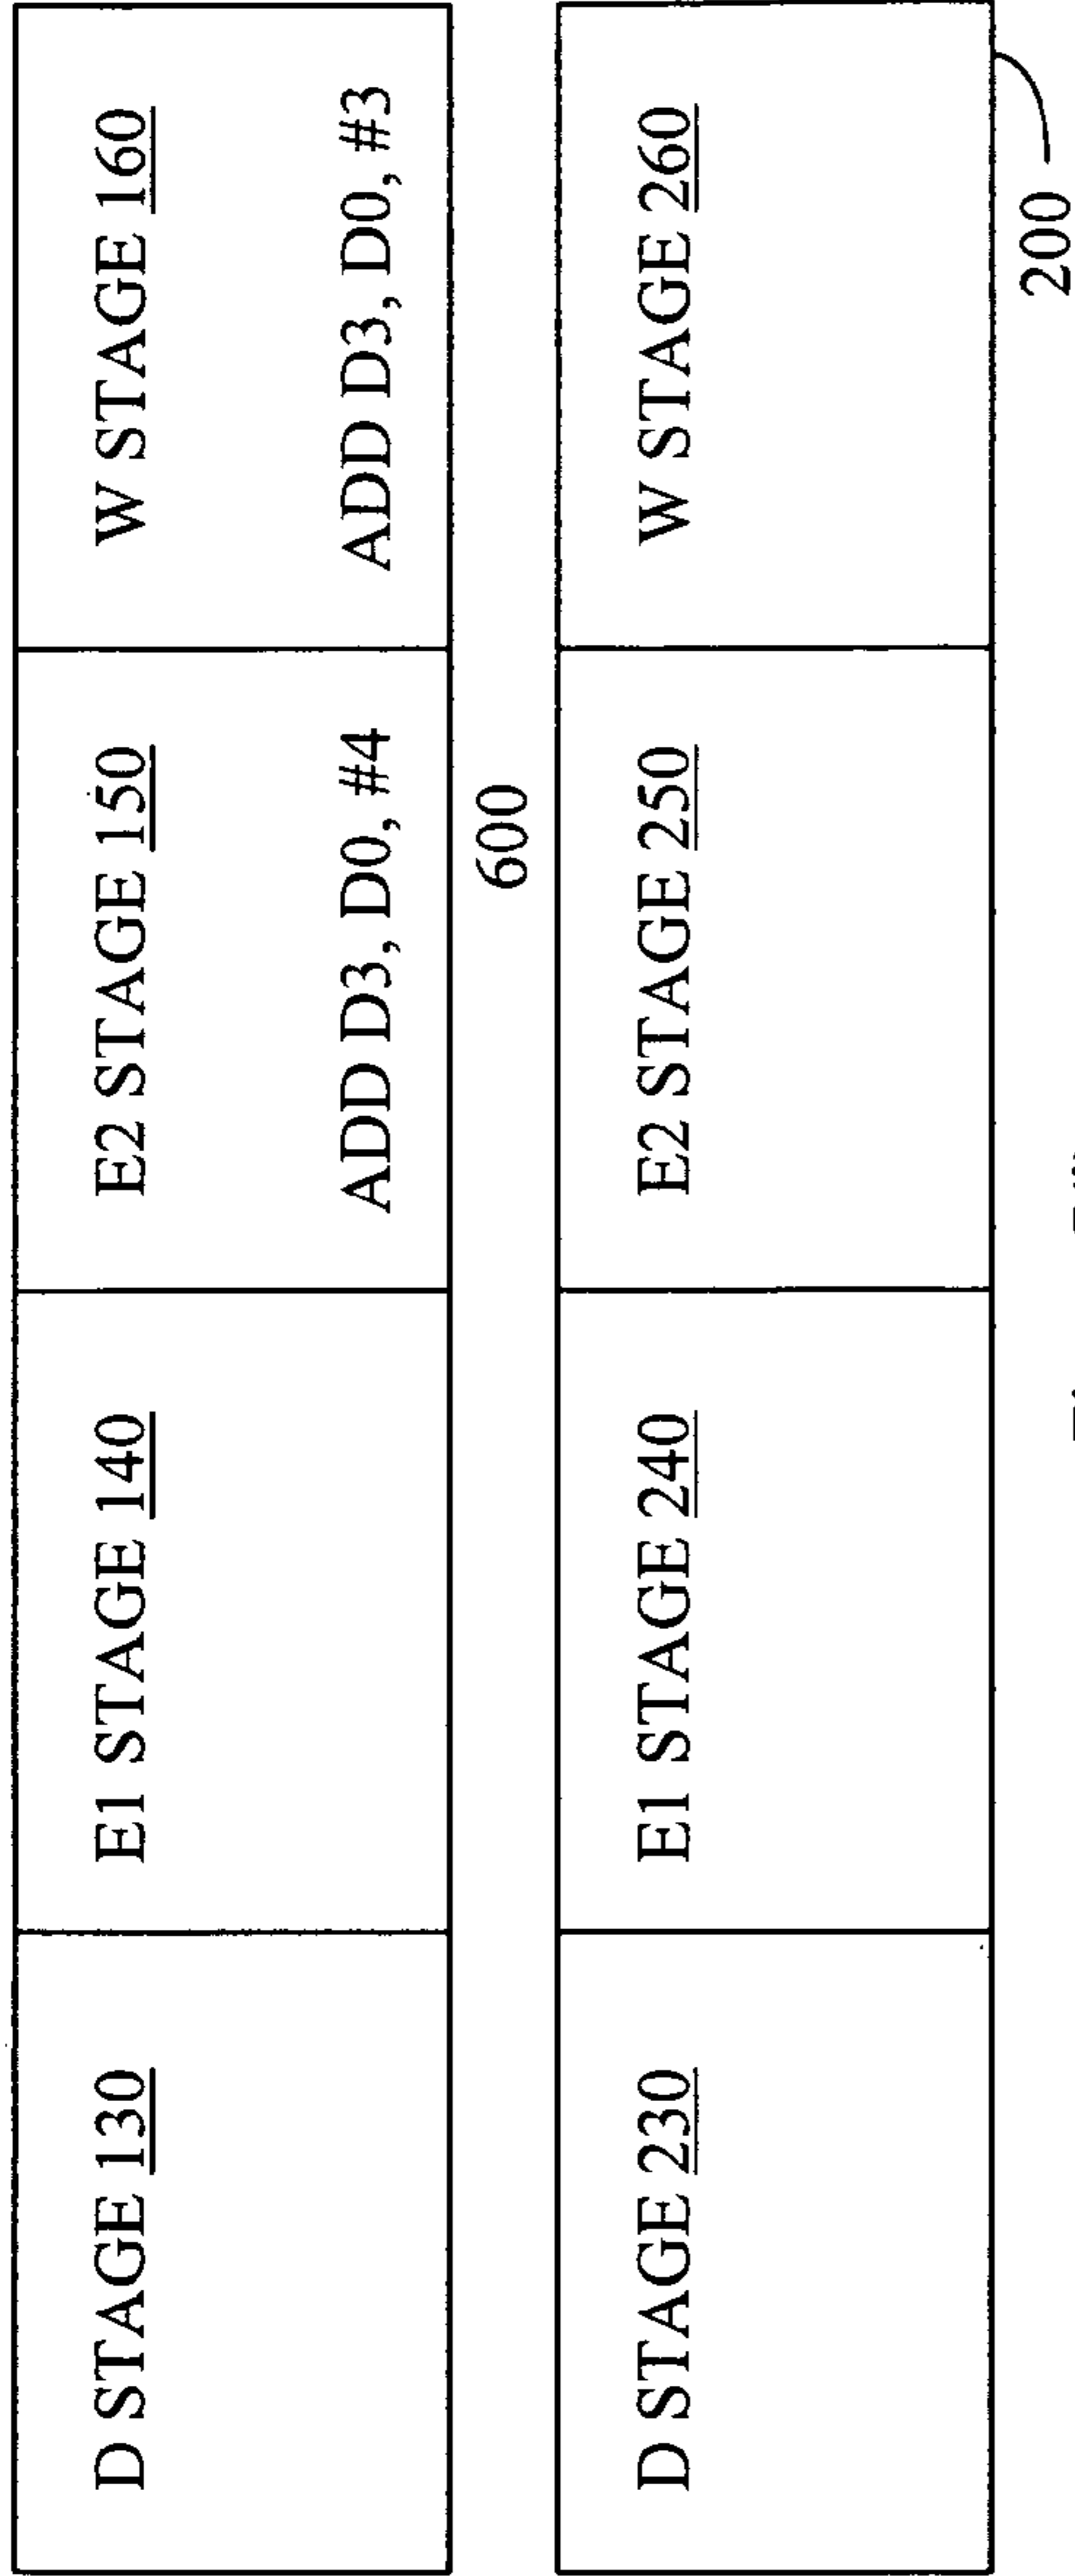 D STAGE 130
E1 STAGE 140
E2 STAGE 150
ADD D3, D0, #4
W STAGE 160
ADD D3, D0, #3
600
D STAGE 230
E1 STAGE 240
E2 STAGE 250
W STAGE 260
200